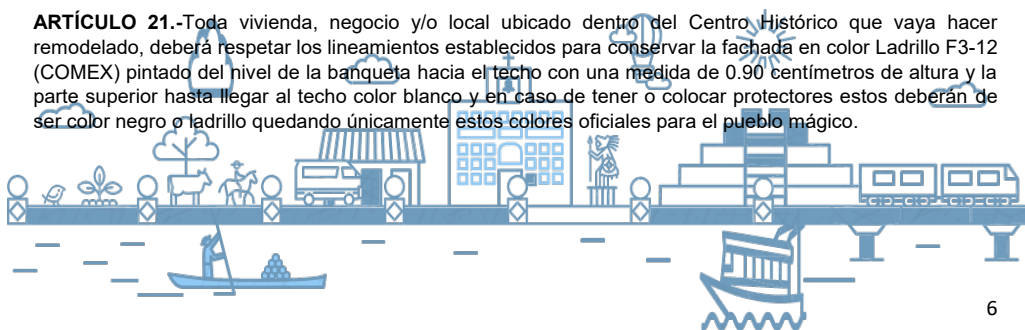 ARTÍCULO 21.-Toda vivienda, negocio y/o local ubicado dentro del Centro Histórico que vaya hacer
remodelado, deberá respetar los lineamientos establecidos para conservar la fachada en color Ladrillo F3-12
(COMEX) pintado del nivel de la banqueta hacia el techo con una medida de 0.90 centímetros de altura y la
parte superior hasta llegar al techo color blanco y en caso de tener o colocar protectores estos deberán de
ser color negro o ladrillo quedando únicamente estos colores oficiales para el pueblo mágico.
6